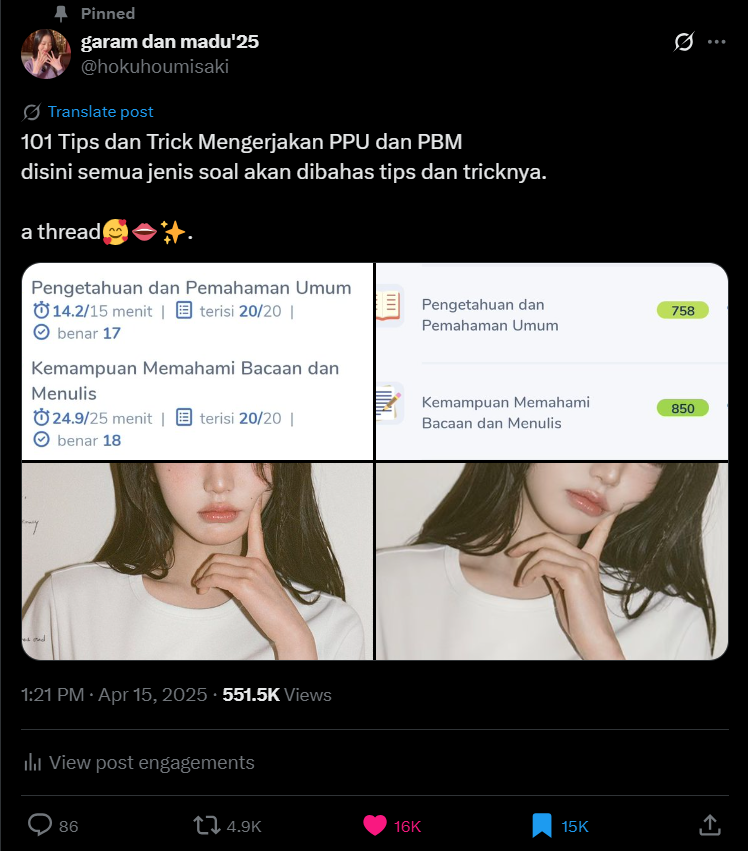 Pinned
garam dan madu'25
@hokuhoumisaki
Translate post
101 Tips dan Trick Mengerjakan PPU dan PBM
disini semua jenis soal akan dibahas tips dan tricknya.
a thread🥰👄✨.
Pengetahuan dan Pemahaman Umum
14.2/15 menit | terisi 20/20 |
benar 17
Kemampuan Memahami Bacaan dan
Menulis
24.9/25 menit | terisi 20/20 |
benar 18
Pengetahuan dan
Pemahaman Umum
758
Kemampuan Memahami
Bacaan dan Menulis
850
1:21 PM · Apr 15, 2025 · 551.5K Views
View post engagements
86
4.9K
16K
15K